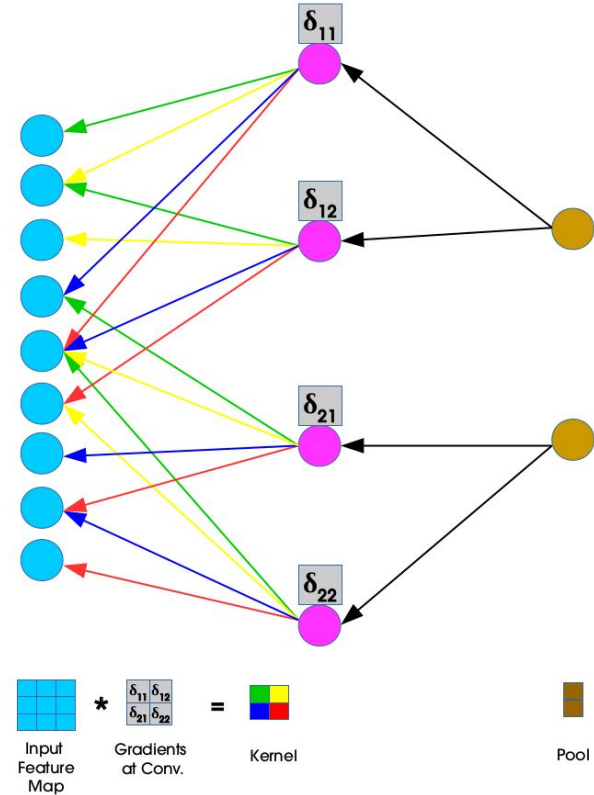 δ11
δ12
δ21
δ22
* =
δ11 δ12
δ21 δ22
Input
Feature
Map
Gradients
at Conv.
Kernel
Pool